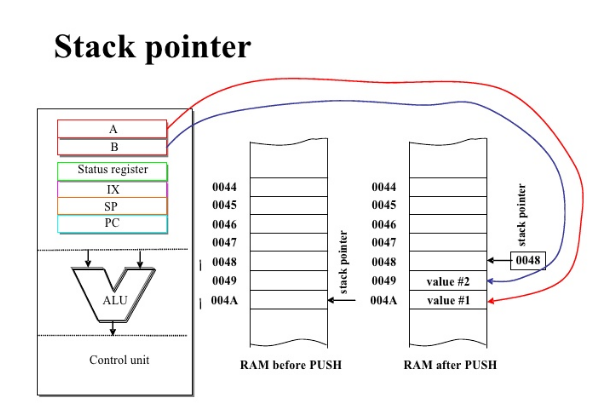 Stack pointer
A
B
Status register
IX
SP
PC
ALU
Control unit
0044
0045
0046
0047
0048
0049
004A
stack pointer
RAM before PUSH
0044
0045
0046
0047
0048
0049
004A
value #2
value #1
stack pointer
0048
RAM after PUSH